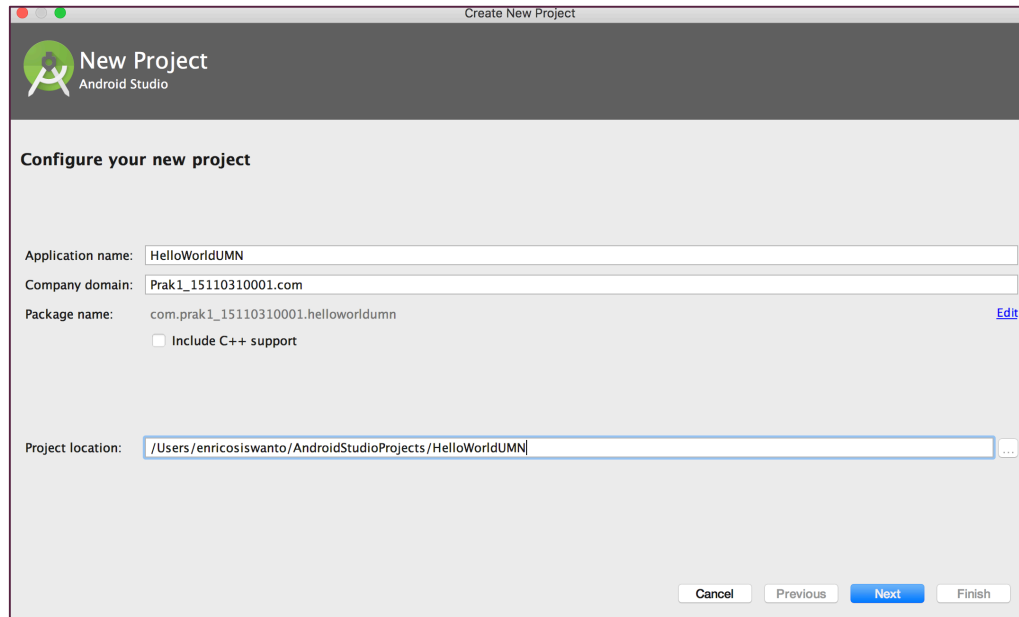 Create New Project
New Project
Android Studio
Configure your new project
Application name: HelloWorldUMN
Company domain: Prak1_15110310001.com
Package name: com.prak1_15110310001.helloworldumn Edit
Include C++ support
Project location: /Users/enricosiswanto/AndroidStudioProjects/HelloWorldUMN ...
Cancel Previous Next Finish